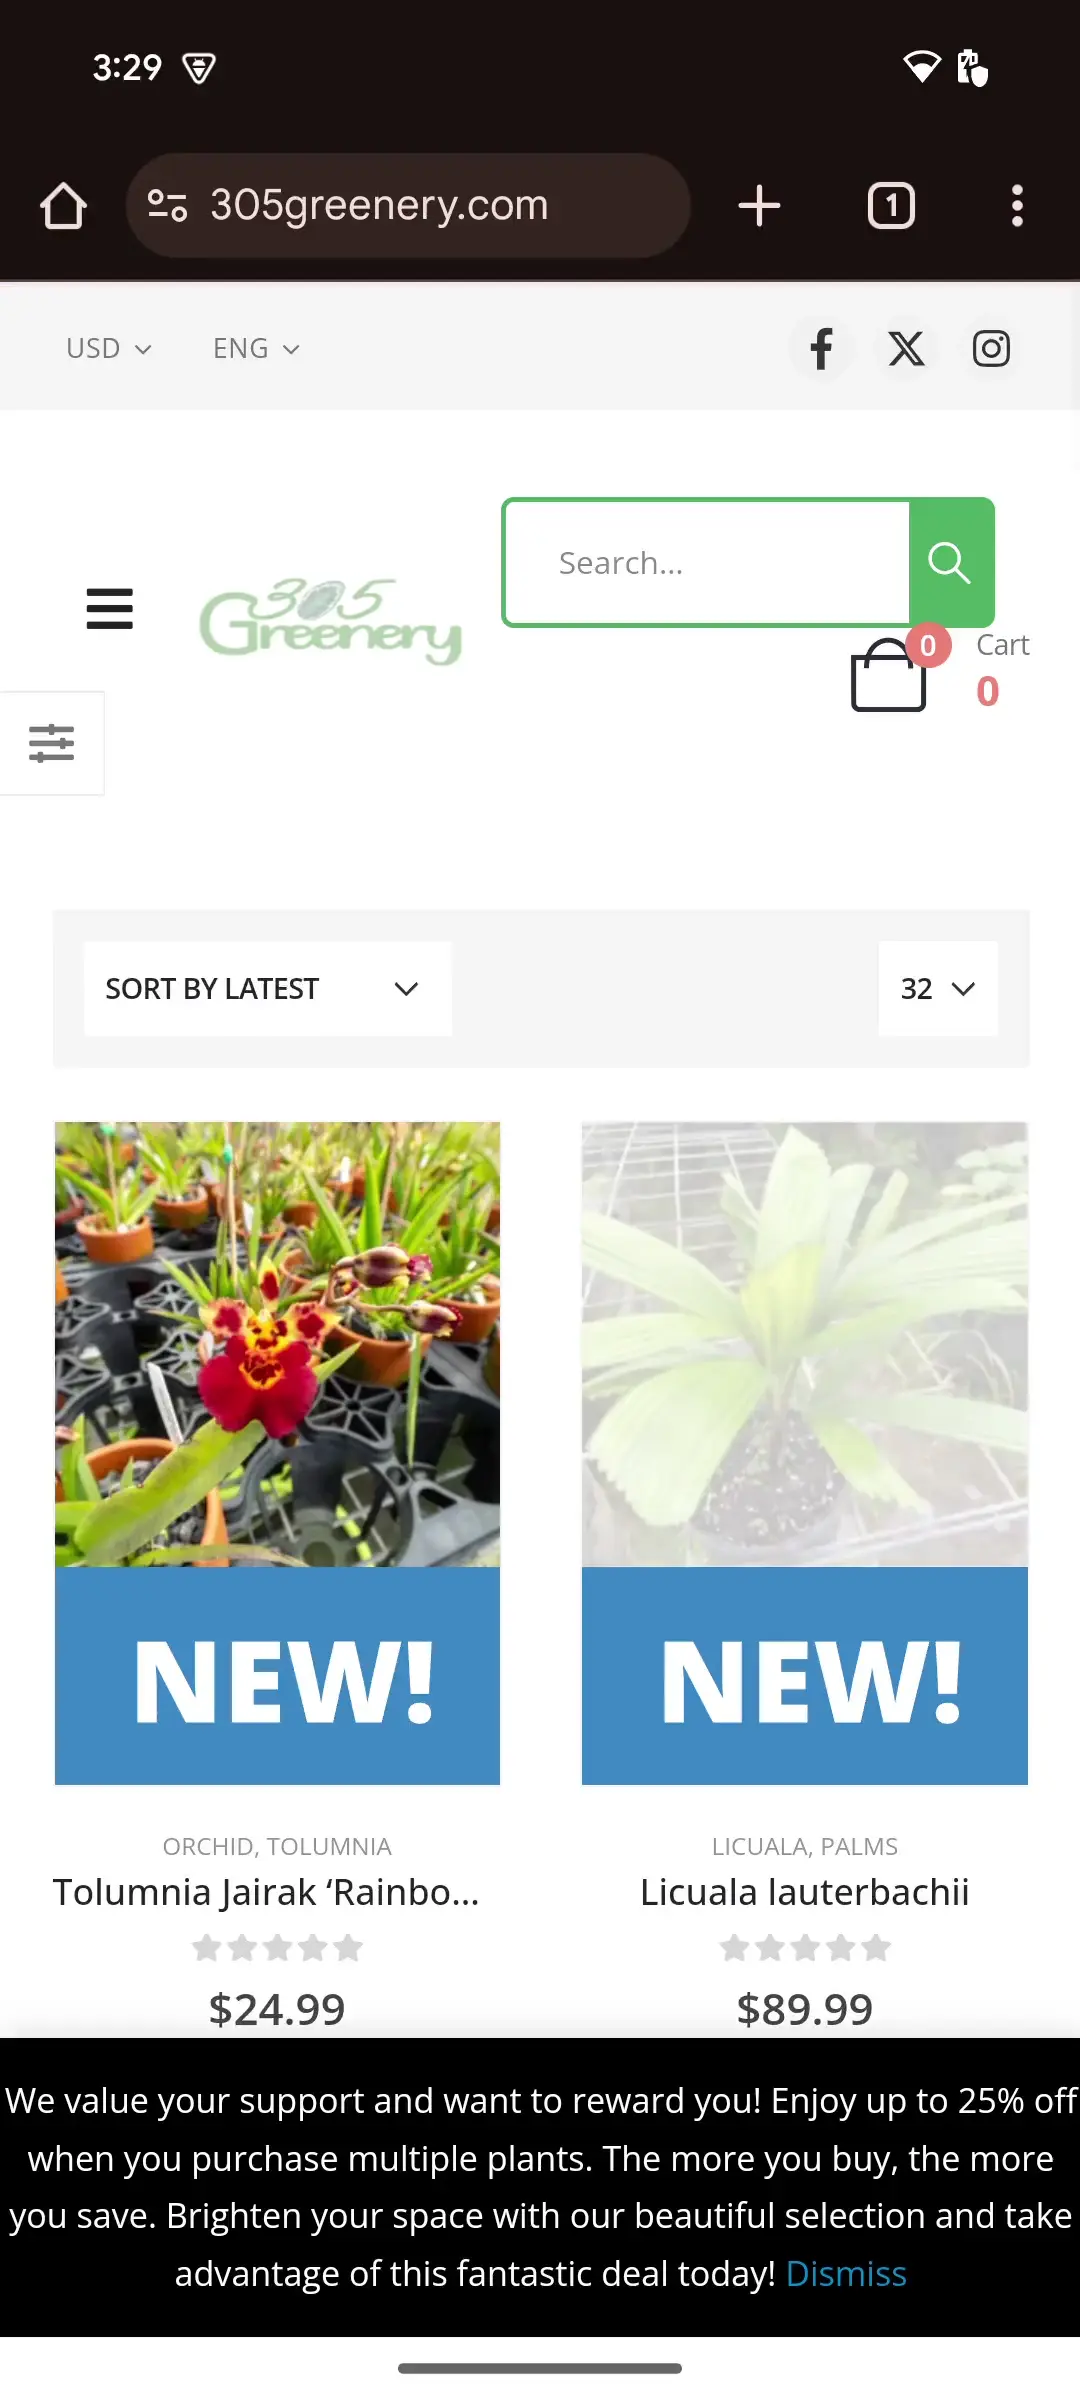 3:29
305greenery.com
1
USD
ENG
Search...
305
Greenery
0
Cart
0
SORT BY LATEST
32
NEW!
NEW!
ORCHID, TOLUMNIA
LICUALA, PALMS
Tolumnia Jairak ‘Rainbo...
Licuala lauterbachii
$24.99
$89.99
We value your support and want to reward you! Enjoy up to 25% off
when you purchase multiple plants. The more you buy, the more
you save. Brighten your space with our beautiful selection and take
advantage of this fantastic deal today! Dismiss